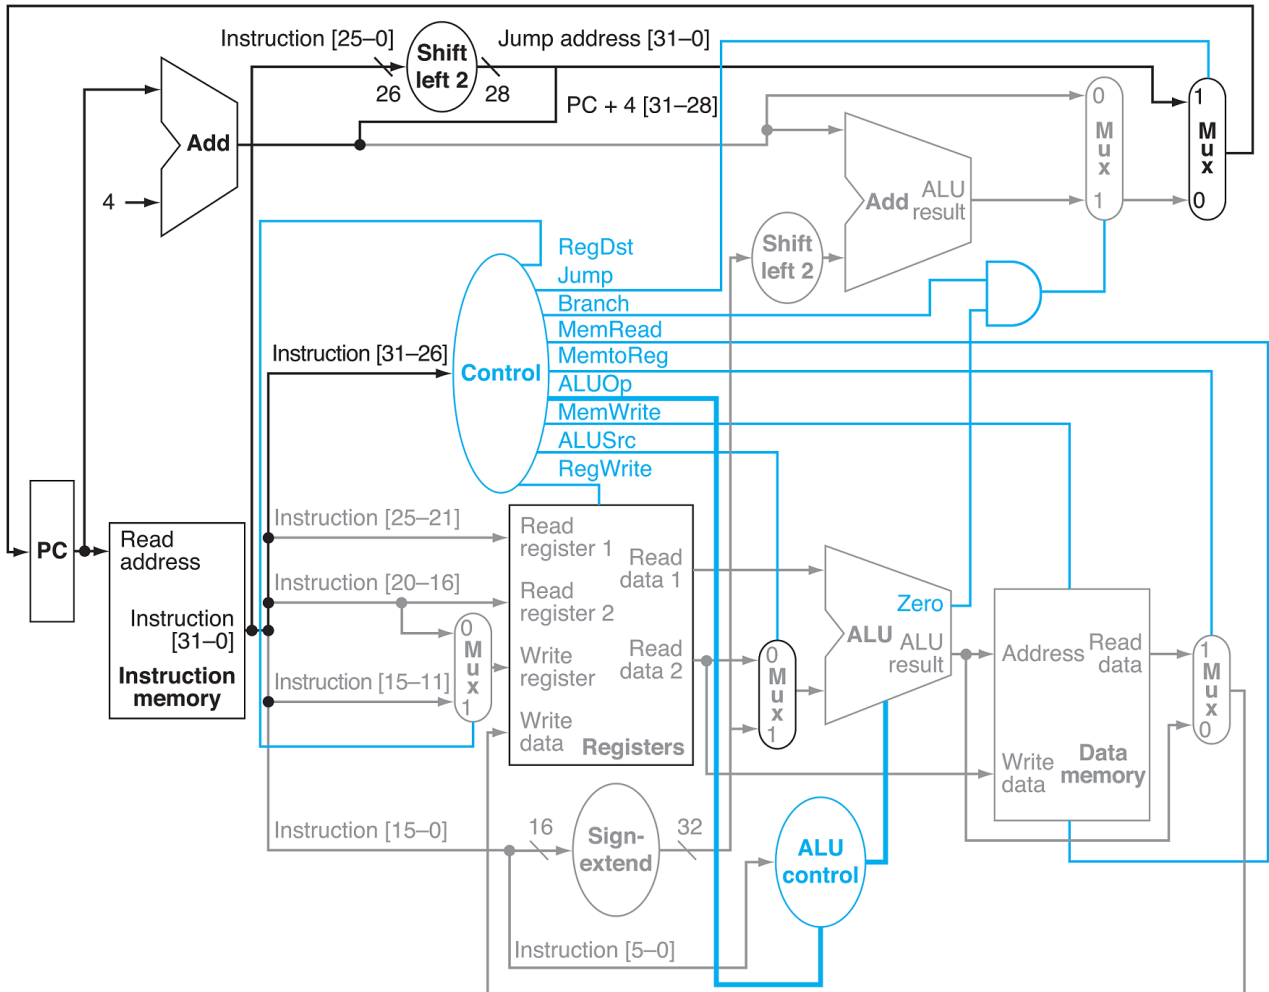 Instruction [25–0]
Shift
left 2
Jump address [31–0]
26
28
PC + 4 [31–28]
Add
4
0
M
u
x
1
1
M
u
x
0
Add
ALU
result
Shift
left 2
RegDst
Jump
Branch
MemRead
MemtoReg
ALUOp
MemWrite
ALUSrc
RegWrite
Instruction [31–26]
Control
PC
Read
address
Instruction
[31–0]
Instruction
memory
Instruction [25–21]
Instruction [20–16]
Instruction [15–11]
0
M
u
x
1
Read
register 1
Read
register 2
Write
register
Write
data
Read
data 1
Read
data 2
Registers
0
M
u
x
1
Zero
ALU
ALU
result
Address
Read
data
Write
data
Data
memory
1
M
u
x
0
Instruction [15–0]
16
Sign-
extend
32
ALU
control
Instruction [5–0]